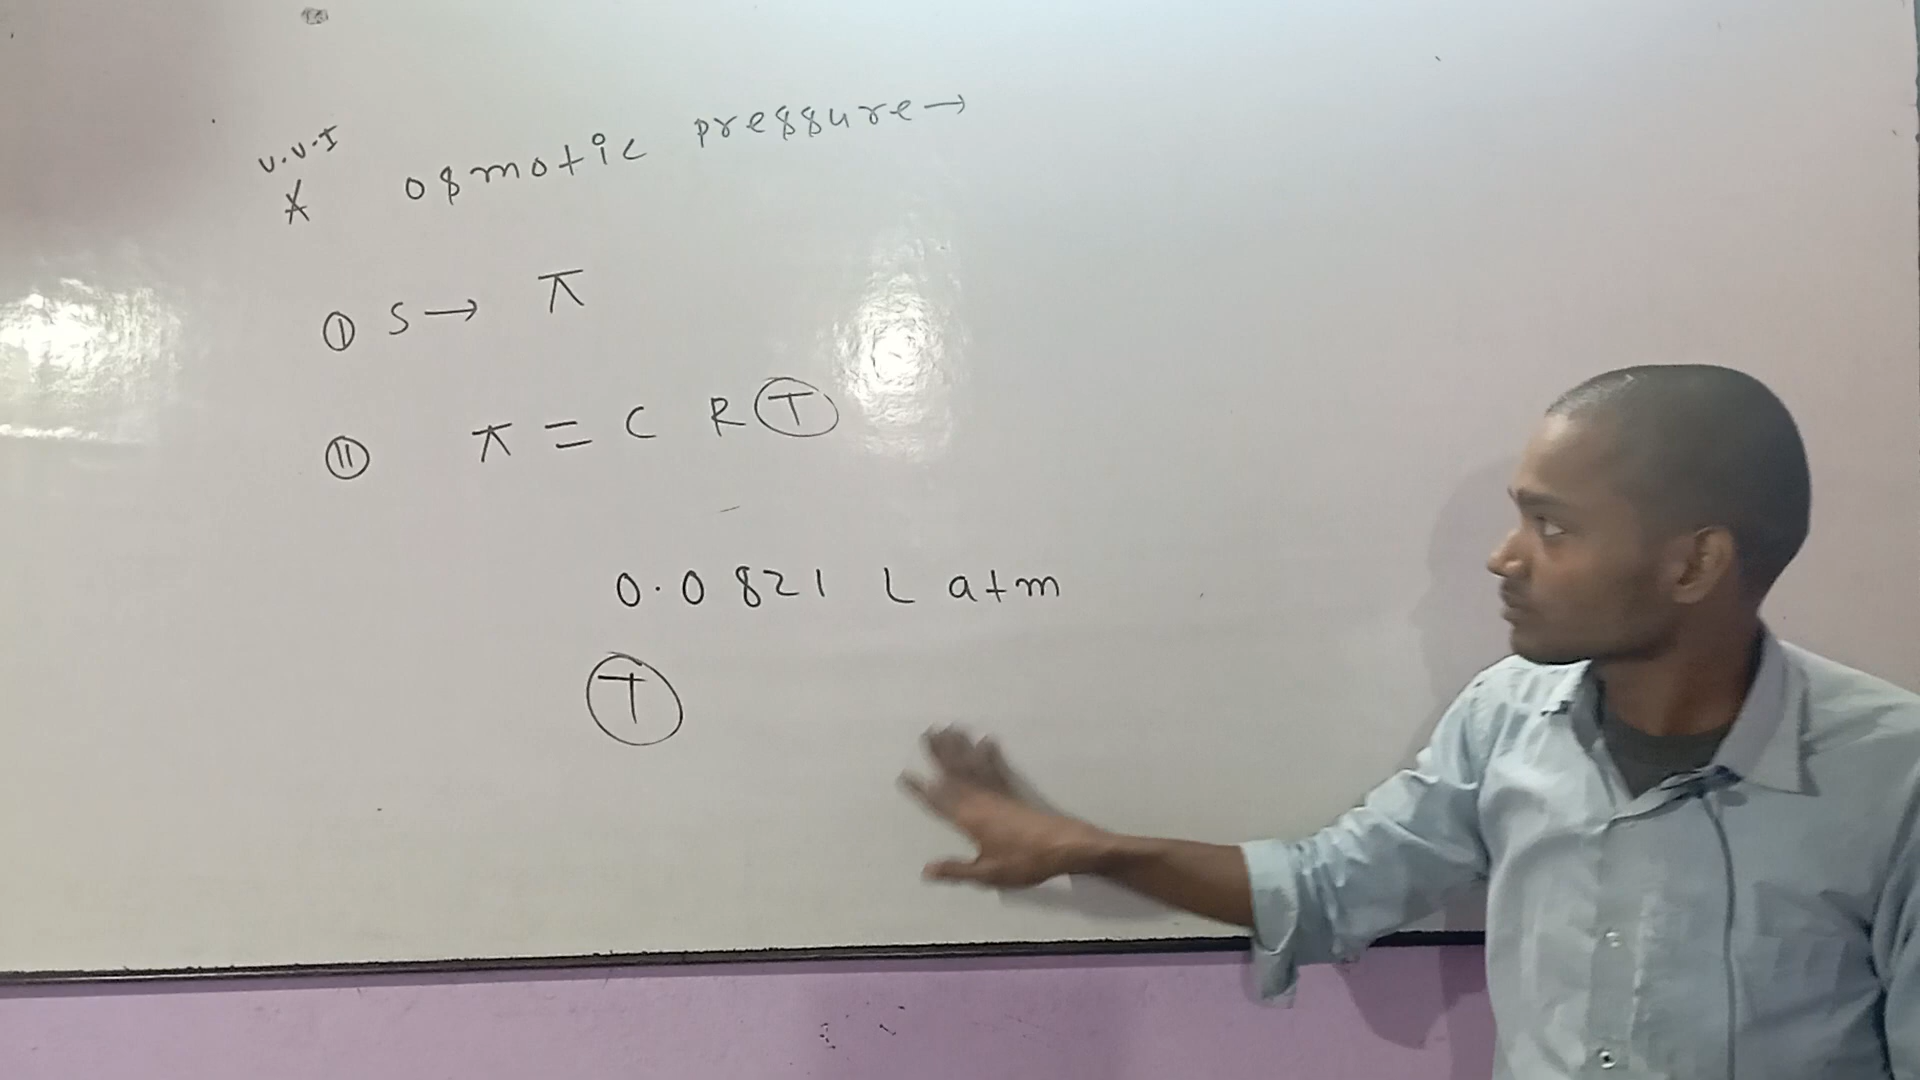 V.V.I
* osmotic pressure →
① S → π
② π = C R T
0.0821 L atm
T